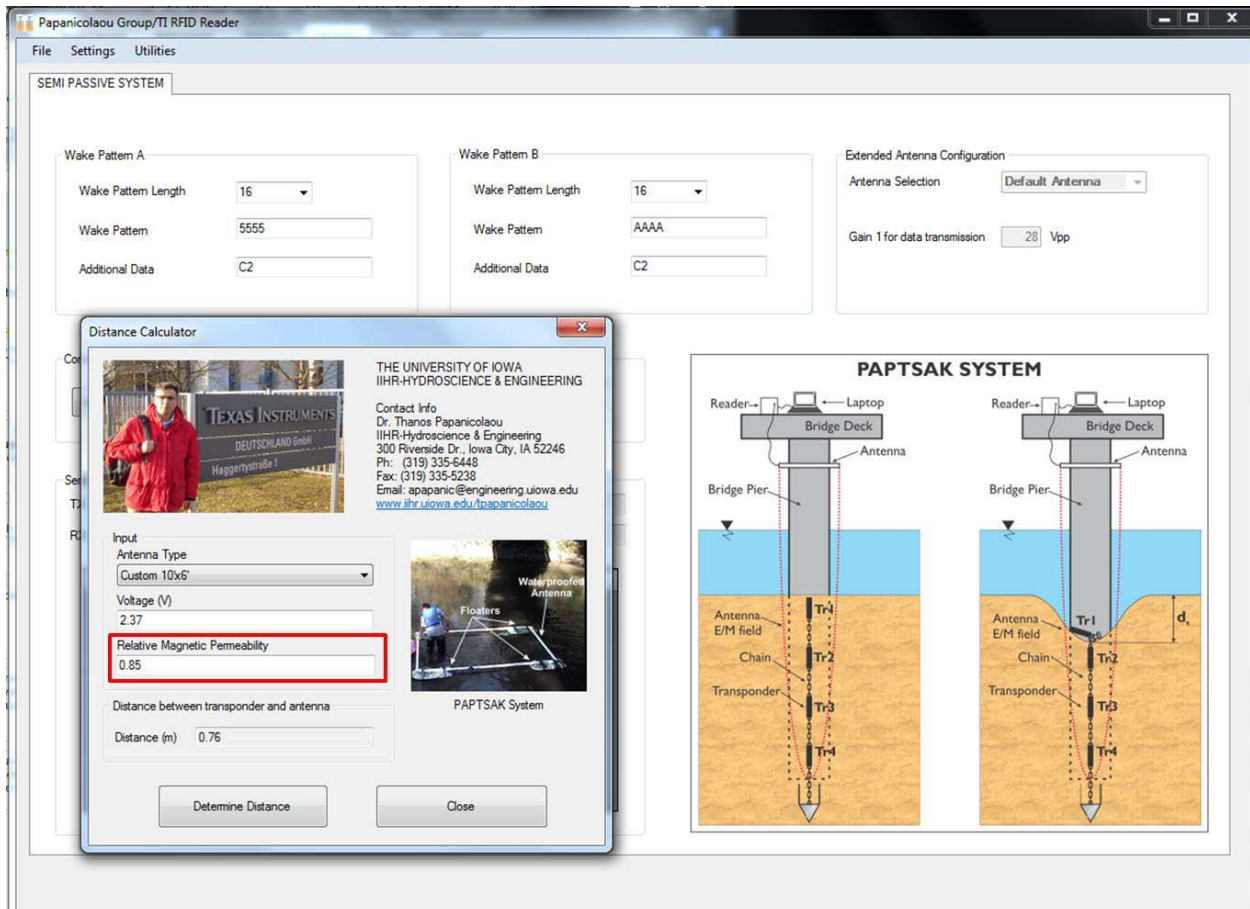 Papanicolaou Group/TI RFID Reader
File Settings Utilities
SEMI PASSIVE SYSTEM
Wake Pattern A
Wake Pattern Length 16
Wake Pattern 5555
Additional Data C2
Wake Pattern B
Wake Pattern Length 16
Wake Pattern AAAA
Additional Data C2
Extended Antenna Configuration
Antenna Selection Default Antenna
Gain 1 for data transmission 28 Vpp
Distance Calculator
TEXAS INSTRUMENTS
DEUTSCHLAND GmbH
Haggertystraße 1
THE UNIVERSITY OF IOWA
IIHR-HYDROSCIENCE & ENGINEERING
Contact Info
Dr. Thanos Papanicolaou
IIHR-Hydroscience & Engineering
300 Riverside Dr., Iowa City, IA 52246
Ph: (319) 335-6448
Fax: (319) 335-5238
Email: apapanic@engineering.uiowa.edu
www.iihr.uiowa.edu/tpapanicolaou
Input
Antenna Type
Custom 10'x6'
Voltage (V)
2.37
Relative Magnetic Permeability
0.85
Waterproofed
Antenna
Floaters
PAPTSAK System
Distance between transponder and antenna
Distance (m) 0.76
Determine Distance
Close
PAPTSAK SYSTEM
Reader
Laptop
Bridge Deck
Antenna
Bridge Pier
Antenna
E/M field
Chain
Transponder
Tr1
Tr2
Tr3
Tr4
Reader
Laptop
Bridge Deck
Antenna
Bridge Pier
Antenna
E/M field
Chain
Transponder
Tr1
Tr2
Tr3
Tr4